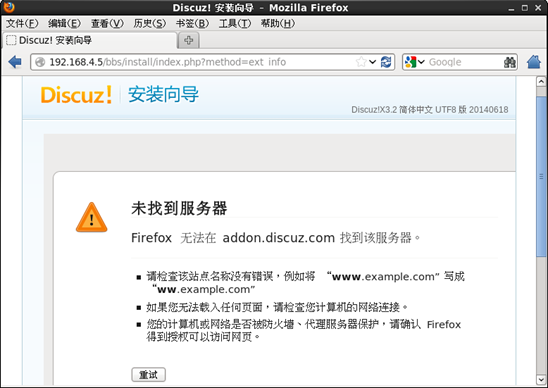 Discuz! 安装向导 - Mozilla Firefox
文件(F) 编辑(E) 查看(V) 历史(S) 书签(B) 工具(T) 帮助(H)
Discuz! 安装向导
192.168.4.5/bbs/install/index.php?method=ext_info
Google
Discuz! 安装向导
Discuz!X3.2 简体中文 UTF8 版 20140618
未找到服务器
Firefox 无法在 addon.discuz.com 找到该服务器。
请检查该站点名称没有错误，例如将 “www.example.com” 写成
“ww.example.com”
如果您无法载入任何页面，请检查您计算机的网络连接。
您的计算机或网络是否被防火墙、代理服务器保护，请确认 Firefox
得到授权可以访问网页。
重试